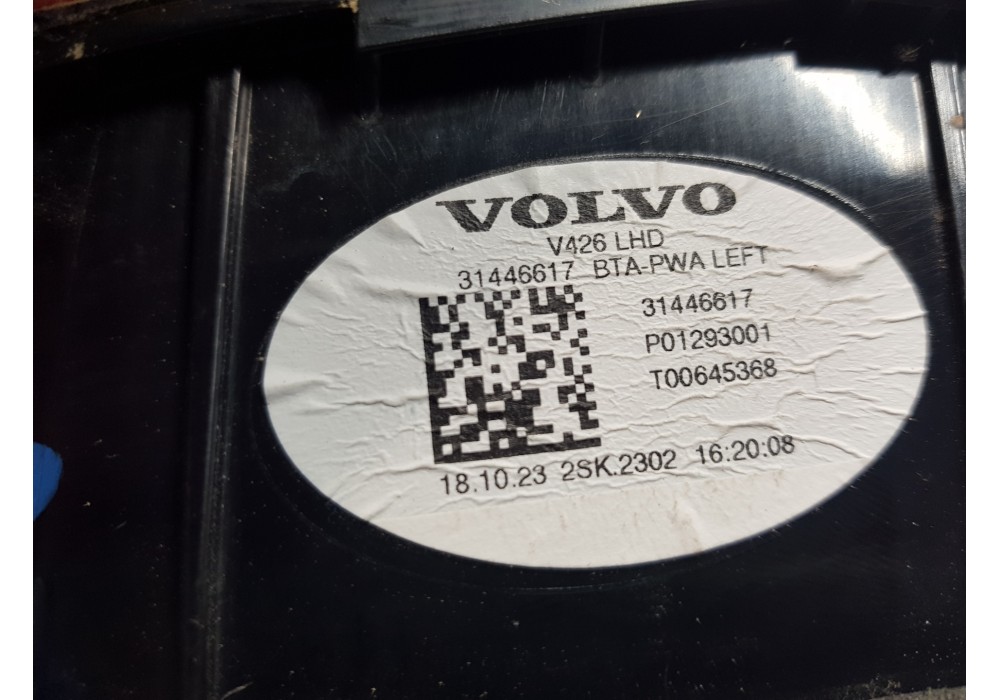 VOLVO
V426 LHD
31446617 BTA-PWA LEFT
31446617
P01293001
T00645368
18.10.23 2SK.2302 16:20:08